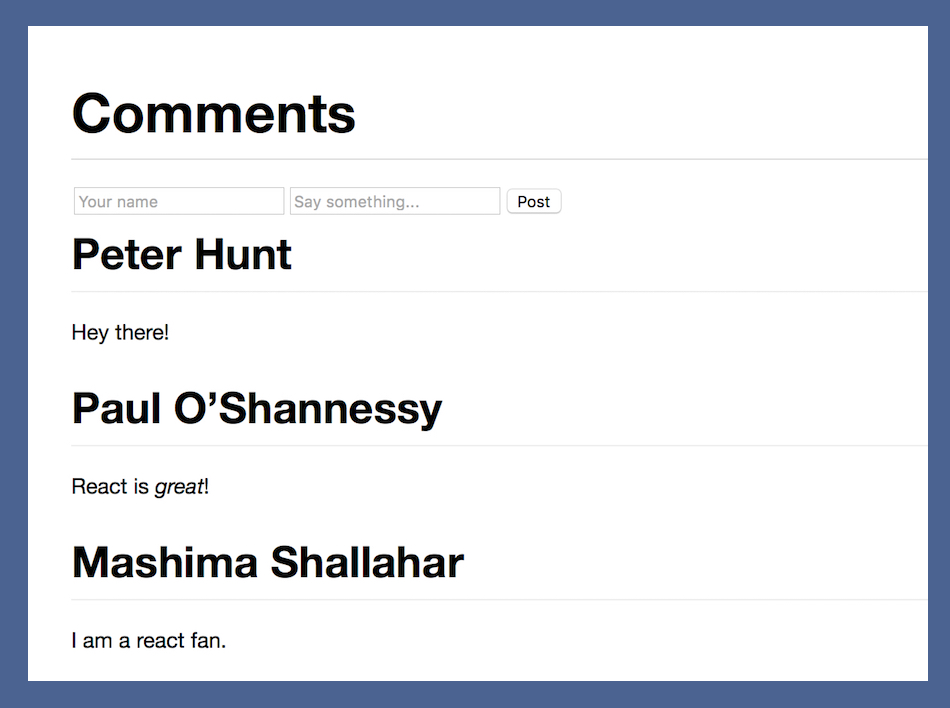 Comments
Your name Say something... Post
Peter Hunt
Hey there!
Paul O’Shannessy
React is great!
Mashima Shallahar
I am a react fan.